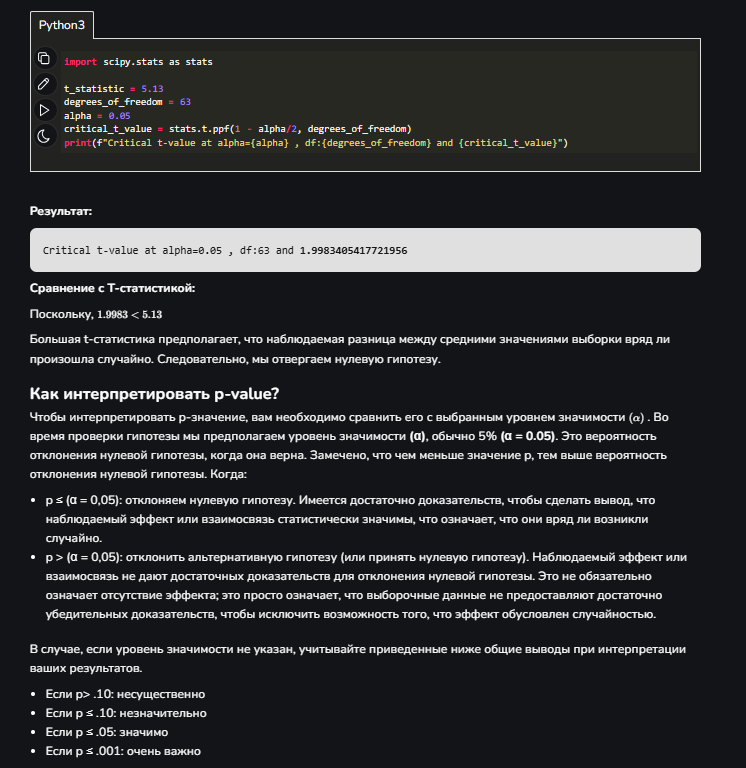 Python3
import scipy.stats as stats
t_statistic = 5.13
degrees_of_freedom = 63
alpha = 0.05
critical_t_value = stats.t.ppf(1 - alpha/2, degrees_of_freedom)
print(f"Critical t-value at alpha={alpha} , df:{degrees_of_freedom} and {critical_t_value}")
Результат:
Critical t-value at alpha=0.05 , df:63 and 1.9983405417721956
Сравнение с Т-статистикой:
Поскольку, 1.9983 < 5.13
Большая t-статистика предполагает, что наблюдаемая разница между средними значениями выборки вряд ли
произошла случайно. Следовательно, мы отвергаем нулевую гипотезу.
Как интерпретировать p-value?
Чтобы интерпретировать p-значение, вам необходимо сравнить его с выбранным уровнем значимости (α) . Во
время проверки гипотезы мы предполагаем уровень значимости (α), обычно 5% (α = 0.05). Это вероятность
отклонения нулевой гипотезы, когда она верна. Замечено, что чем меньше значение p, тем выше вероятность
отклонения нулевой гипотезы. Когда:
• p ≤ (α = 0,05): отклоняем нулевую гипотезу. Имеется достаточно доказательств, чтобы сделать вывод, что
наблюдаемый эффект или взаимосвязь статистически значимы, что означает, что они вряд ли возникли
случайно.
• p > (α = 0,05): отклонить альтернативную гипотезу (или принять нулевую гипотезу). Наблюдаемый эффект или
взаимосвязь не дают достаточных доказательств для отклонения нулевой гипотезы. Это не обязательно
означает отсутствие эффекта; это просто означает, что выборочные данные не предоставляют достаточно
убедительных доказательств, чтобы исключить возможность того, что эффект обусловлен случайностью.
В случае, если уровень значимости не указан, учитывайте приведенные ниже общие выводы при интерпретации
ваших результатов.
• Если p> .10: несущественно
• Если p ≤ .10: незначительно
• Если p ≤ .05: значимо
• Если p ≤ .001: очень важно